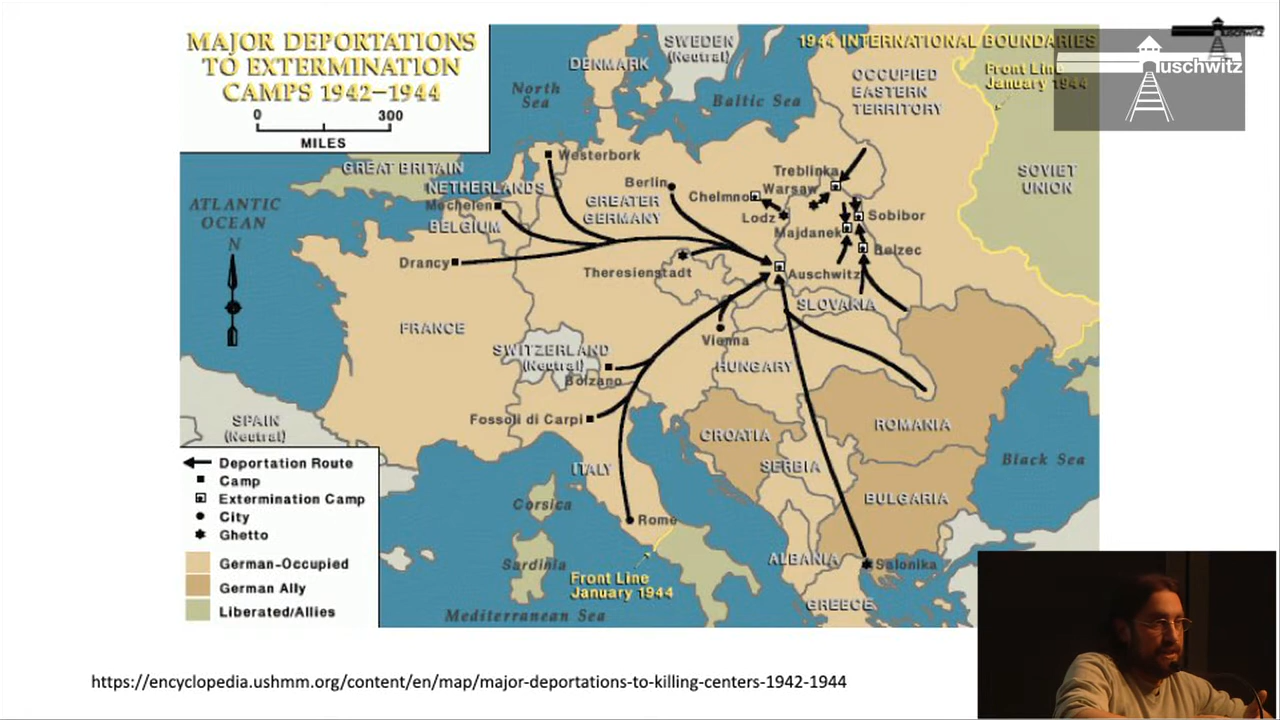 MAJOR DEPORTATIONS
TO EXTERMINATION
CAMPS 1942–1944
0 300
MILES
SWEDEN
(Neutral)
1944 INTERNATIONAL BOUNDARIES
Front Line
January 1944
uschwitz
uschwitz
DENMARK
OCCUPIED
EASTERN
TERRITORY
North
Sea
Baltic Sea
SOVIET
UNION
GREAT BRITAIN
Westerbork
NETHERLANDS
Berlin
Treblinka
Warsaw
Chelmno
ATLANTIC
OCEAN
N
Mechelen
BELGIUM
GREATER
GERMANY
Lodz
Sobibor
Majdanek
Belzec
Drancy
Theresienstadt
Auschwitz
SLOVAKIA
FRANCE
Vienna
SWITZERLAND
(Neutral)
HUNGARY
Bolzano
Fossoli di Carpi
SPAIN
(Neutral)
CROATIA
ROMANIA
SERBIA
Black Sea
ITALY
BULGARIA
Corsica
Rome
ALBANIA
Salonika
Sardinia
Front Line
January 1944
GREECE
Mediterranean Sea
Deportation Route
Camp
Extermination Camp
City
Ghetto
German-Occupied
German Ally
Liberated/Allies
https://encyclopedia.ushmm.org/content/en/map/major-deportations-to-killing-centers-1942-1944